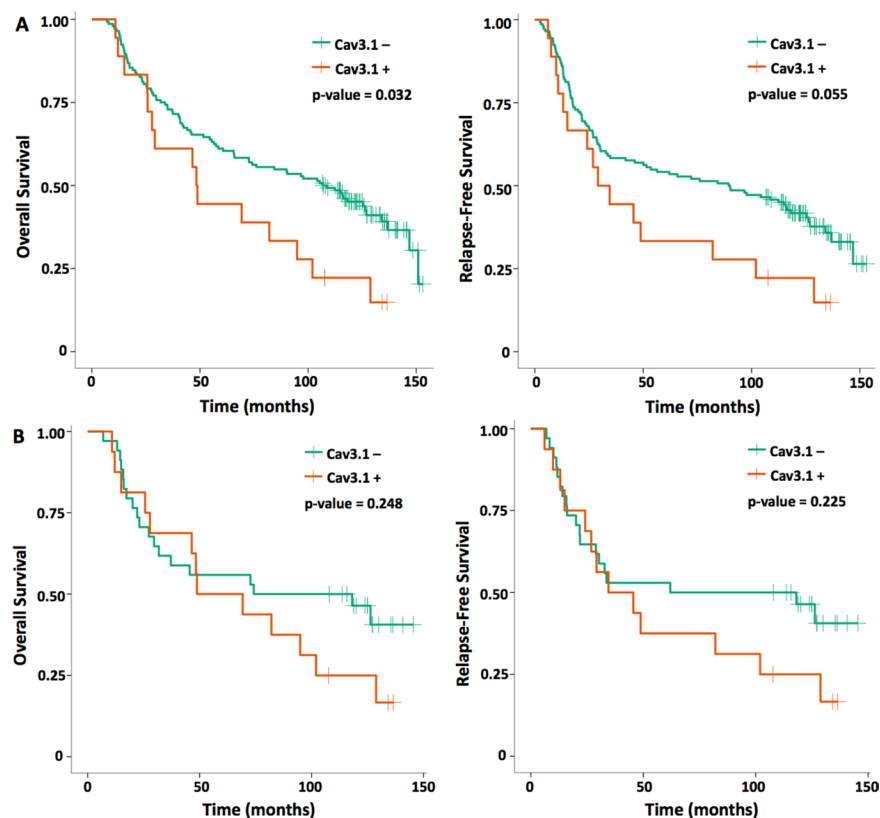 A
Overall Survival
1.00
0.75
0.50
0.25
0
Cav3.1 –
Cav3.1 +
p-value = 0.032
0 50 100 150
Time (months)
Relapse-Free Survival
1.00
0.75
0.50
0.25
0
Cav3.1 –
Cav3.1 +
p-value = 0.055
0 50 100 150
Time (months)
B
Overall Survival
1.00
0.75
0.50
0.25
0
Cav3.1 –
Cav3.1 +
p-value = 0.248
0 50 100 150
Time (months)
Relapse-Free Survival
1.00
0.75
0.50
0.25
0
Cav3.1 –
Cav3.1 +
p-value = 0.225
0 50 100 150
Time (months)